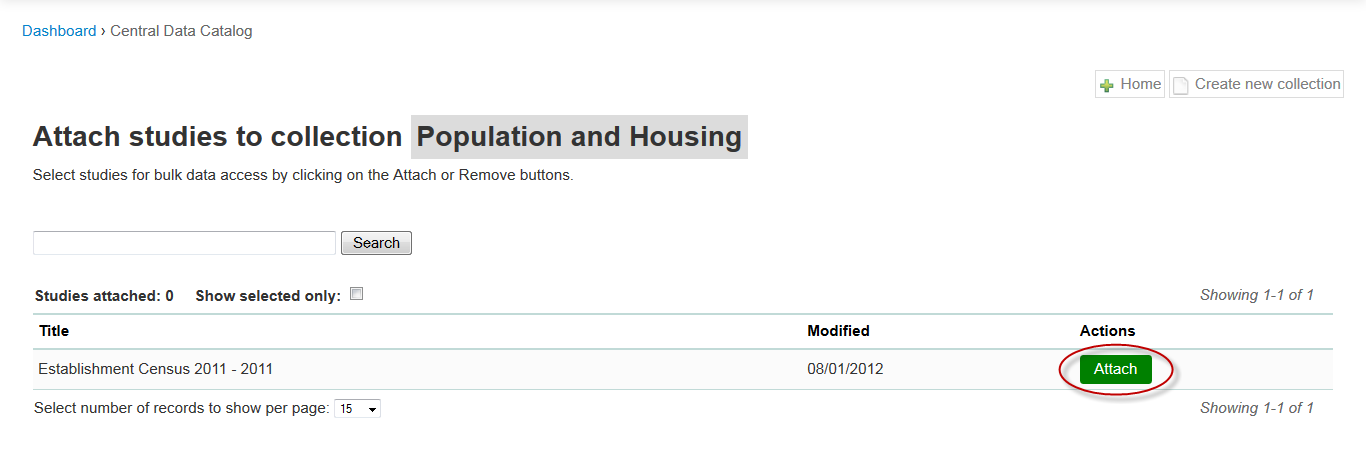 Dashboard › Central Data Catalog
Home Create new collection
Attach studies to collection Population and Housing
Select studies for bulk data access by clicking on the Attach or Remove buttons.
Search
Studies attached: 0 Show selected only: Showing 1-1 of 1
Title Modified Actions
Establishment Census 2011 - 2011 08/01/2012 Attach
Select number of records to show per page: 15 Showing 1-1 of 1